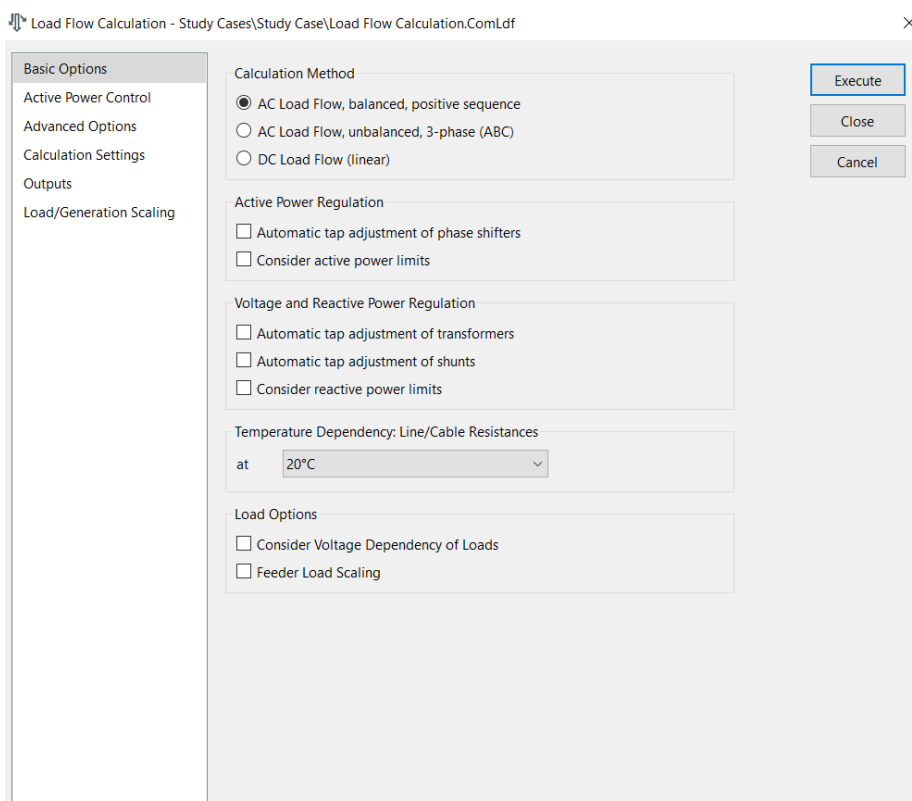 Load Flow Calculation - Study Cases\Study Case\Load Flow Calculation.ComLdf
Basic Options
Active Power Control
Advanced Options
Calculation Settings
Outputs
Load/Generation Scaling
Calculation Method
AC Load Flow, balanced, positive sequence
AC Load Flow, unbalanced, 3-phase (ABC)
DC Load Flow (linear)
Active Power Regulation
Automatic tap adjustment of phase shifters
Consider active power limits
Voltage and Reactive Power Regulation
Automatic tap adjustment of transformers
Automatic tap adjustment of shunts
Consider reactive power limits
Temperature Dependency: Line/Cable Resistances
at 20°C
Load Options
Consider Voltage Dependency of Loads
Feeder Load Scaling
Execute
Close
Cancel